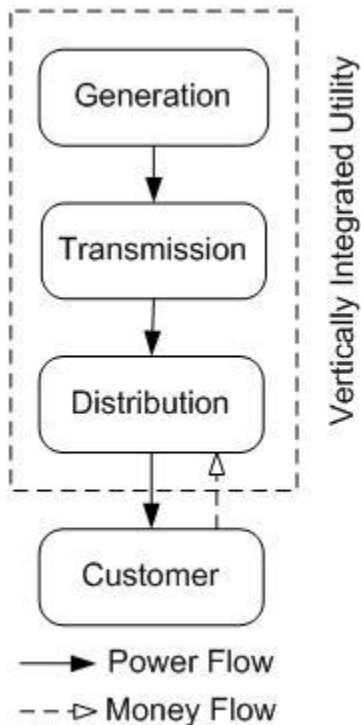 Generation
Transmission
Distribution
Customer
Vertically Integrated Utility
Power Flow
Money Flow